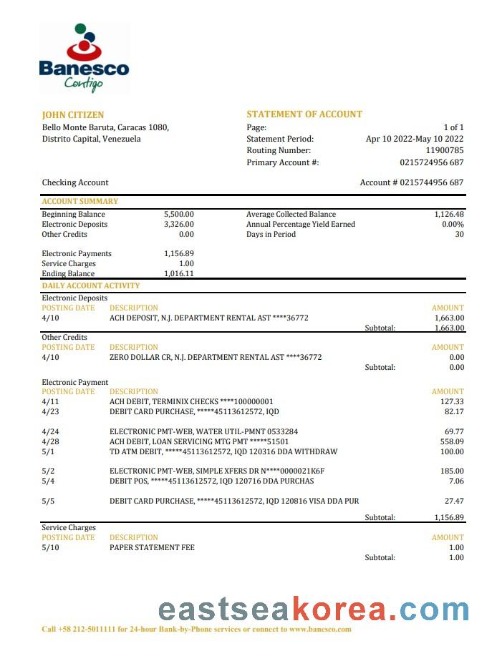 Banesco
Contigo
JOHN CITIZEN
Bello Monte Baruta, Caracas 1080,
Distrito Capital, Venezuela
STATEMENT OF ACCOUNT
Page: 1 of 1
Statement Period: Apr 10 2022-May 10 2022
Routing Number: 11900785
Primary Account #: 0215724956 687
Checking Account Account # 0215744956 687
ACCOUNT SUMMARY
Beginning Balance 5,500.00 Average Collected Balance 1,126.48
Electronic Deposits 3,326.00 Annual Percentage Yield Earned 0.00%
Other Credits 0.00 Days in Period 30
Electronic Payments 1,156.89
Service Charges 1.00
Ending Balance 1,016.11
DAILY ACCOUNT ACTIVITY
Electronic Deposits
POSTING DATE DESCRIPTION AMOUNT
4/10 ACH DEPOSIT, N.J. DEPARTMENT RENTAL AST ****36772 1,663.00
Subtotal: 1,663.00
Other Credits
POSTING DATE DESCRIPTION AMOUNT
4/10 ZERO DOLLAR CR, N.J. DEPARTMENT RENTAL AST ****36772 0.00
Subtotal: 0.00
Electronic Payment
POSTING DATE DESCRIPTION AMOUNT
4/11 ACH DEBIT, TERMINIX CHECKS ****100000001 127.33
4/23 DEBIT CARD PURCHASE, *****45113612572, IQD 82.17
4/24 ELECTRONIC PMT-WEB, WATER UTIL-PMNT 0533284 69.77
4/28 ACH DEBIT, LOAN SERVICING MTG PMT *****51501 558.09
5/1 TD ATM DEBIT, *****45113612572, IQD 120316 DDA WITHDRAW 100.00
5/2 ELECTRONIC PMT-WEB, SIMPLE XFERS DR N****0000021K6F 185.00
5/4 DEBIT POS, *****45113612572, IQD 120716 DDA PURCHAS 7.06
5/5 DEBIT CARD PURCHASE, *****45113612572, IQD 120816 VISA DDA PUR 27.47
Subtotal: 1,156.89
Service Charges
POSTING DATE DESCRIPTION AMOUNT
5/10 PAPER STATEMENT FEE 1.00
Subtotal: 1.00
eastseakorea.com
Call +58 212-5011111 for 24-hour Bank-by-Phone services or connect to www.banesco.com